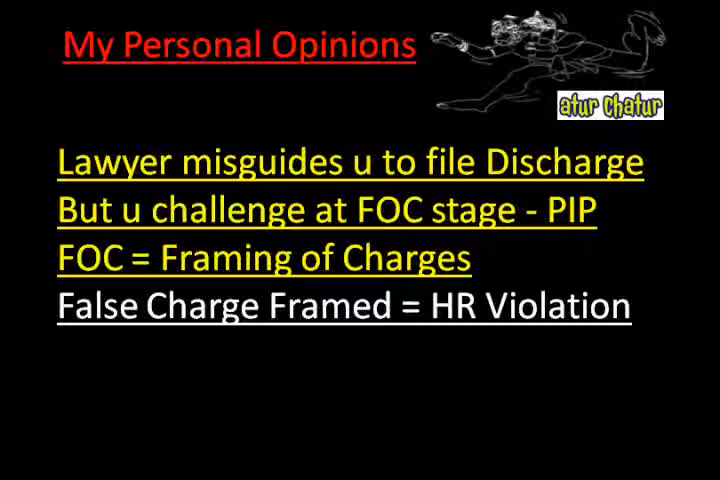 My Personal Opinions
atur chatur
Lawyer misguides u to file Discharge
But u challenge at FOC stage - PIP
FOC = Framing of Charges
False Charge Framed = HR Violation